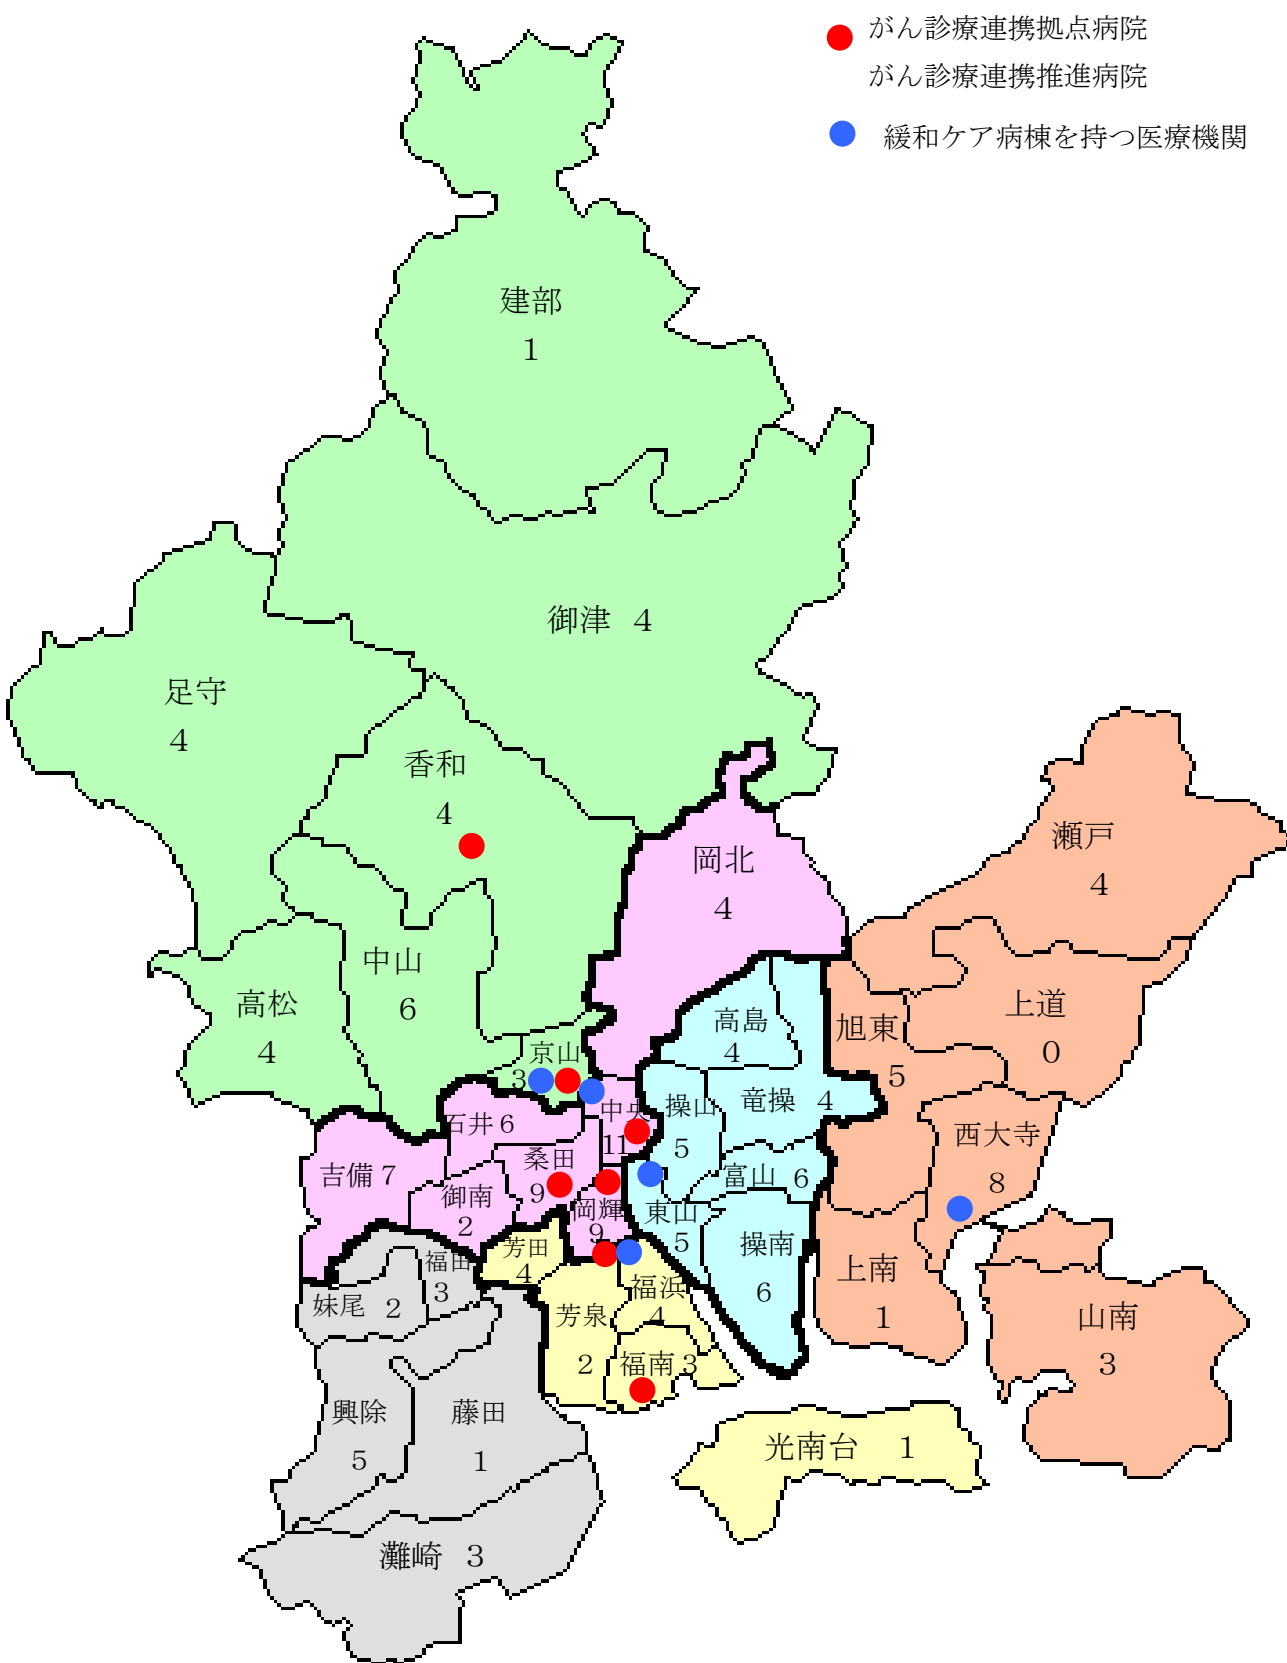 がん診療連携拠点病院
がん診療連携推進病院
緩和ケア病棟を持つ医療機関
建部
1
御津 4
足守
4
香和
4
岡北
4
瀬戸
4
中山
6
高松
4
上道
0
旭東
5
高島
4
京山
3
竜操 4
操山
5
中央
11
石井 6
西大寺
8
吉備 7
桑田
9
富山 6
御南
2
岡輝
9
東山
5
操南
6
芳田
4
福田
3
上南
1
福浜
4
妹尾 2
芳泉
2
山南
3
福南 3
興除
5
藤田
1
光南台 1
灘崎 3